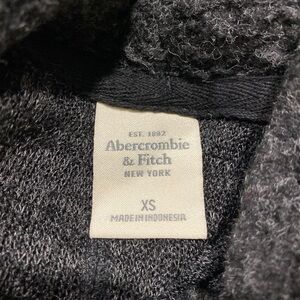 EST. 1892
Abercrombie
& Fitch
NEW YORK
XS
MADE IN INDONESIA